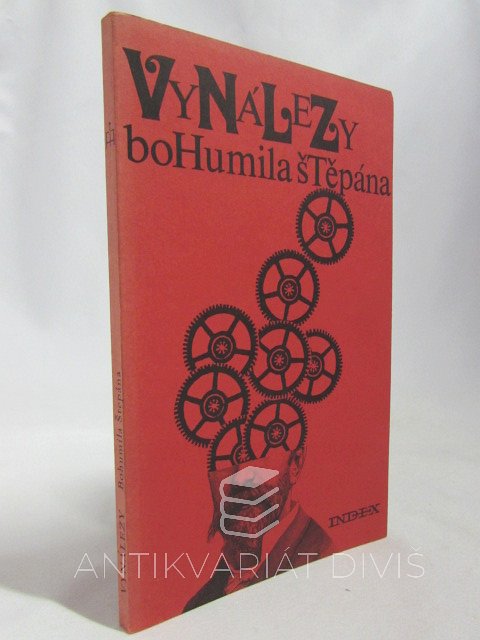 VyNáLeZy
boHumila šTěpána
INDEX
VYNÁLEZY Bohumila Štěpána
ANTIKVARIÁT DIVIŠ